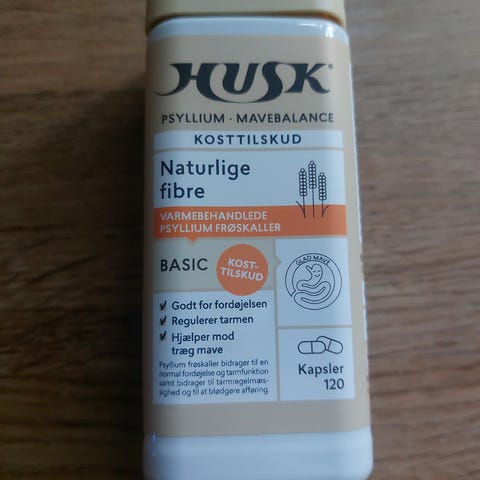 HUSK®
PSYLLIUM · MAVEBALANCE
KOSTTILSKUD
Naturlige
fibre
VARMEBEHANDLEDE
PSYLLIUM FRØSKALLER
BASIC
KOST-
TILSKUD
GLAD MAVE
✓ Godt for fordøjelsen
✓ Regulerer tarmen
✓ Hjælper mod
træg mave
Psyllium frøskaller bidrager til en
normal fordøjelse og tarmfunktion
samt bidrager til tarmregelmæs-
sighed og til at blødgøre afføring.
Kapsler
120